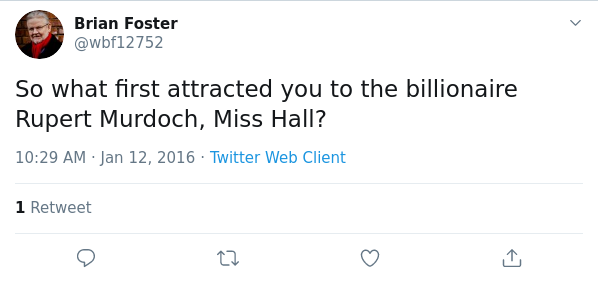 Brian Foster
@wbf12752
So what first attracted you to the billionaire
Rupert Murdoch, Miss Hall?
10:29 AM · Jan 12, 2016 · Twitter Web Client
1 Retweet